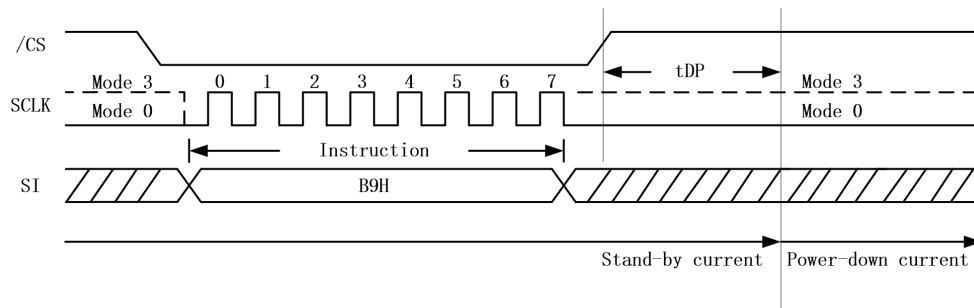 /CS
tDP
Mode 3 0 1 2 3 4 5 6 7 Mode 3
SCLK
Mode 0 Mode 0
Instruction
SI B9H
Stand-by current Power-down current